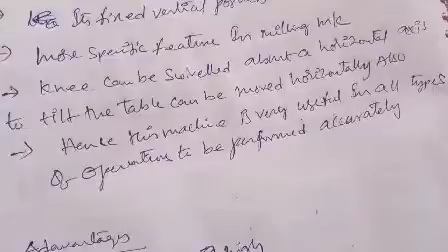 Its fixed vertical
more specific feature In milling m/c
→ Knee can be swivelled about a horizontal axis
to tilt the table can be moved horizontally also
→ Hence this machine is very useful In all types
of operations to be performed accurately
Advantages